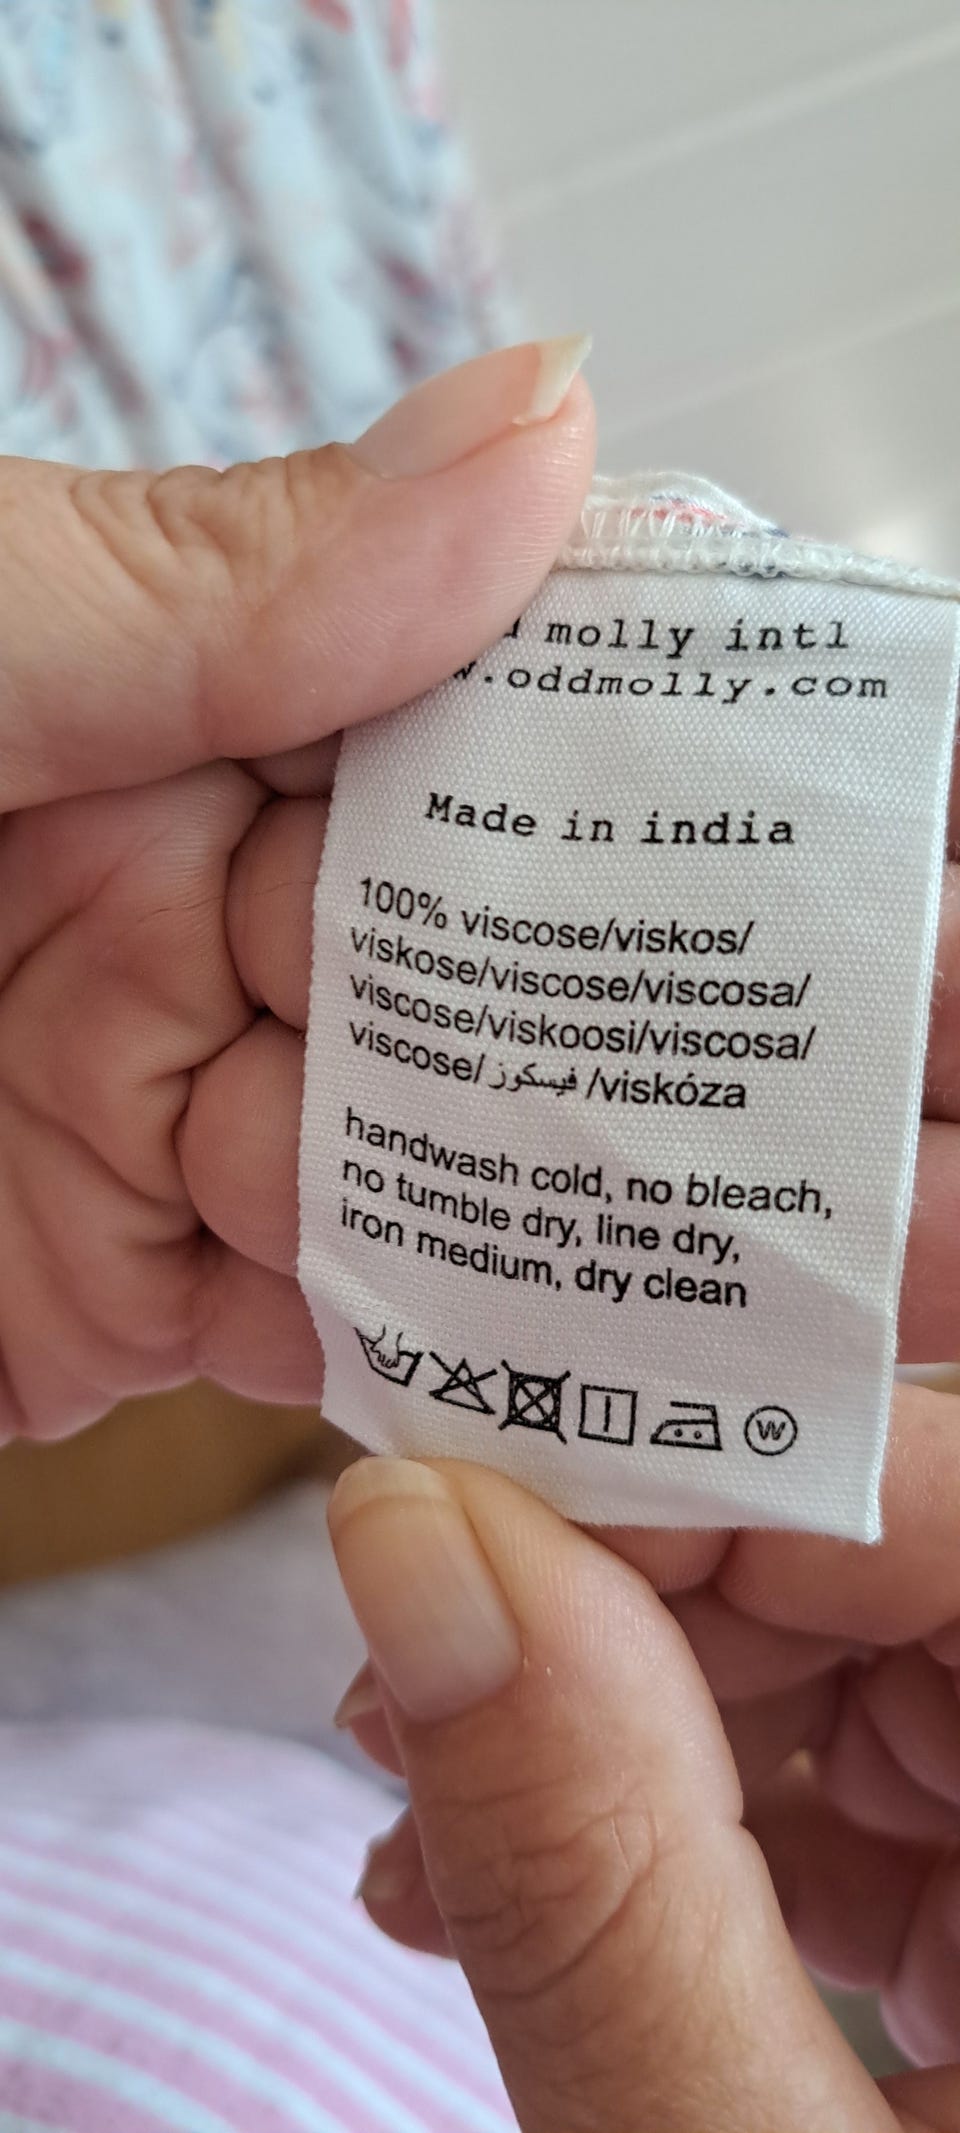 molly intl
.oddmolly.com
Made in india
100% viscose/viskos/
viskose/viscose/viscosa/
viscose/viskoosi/viscosa/
viscose/ فيسكوز /viskóza
handwash cold, no bleach,
no tumble dry, line dry,
iron medium, dry clean
W